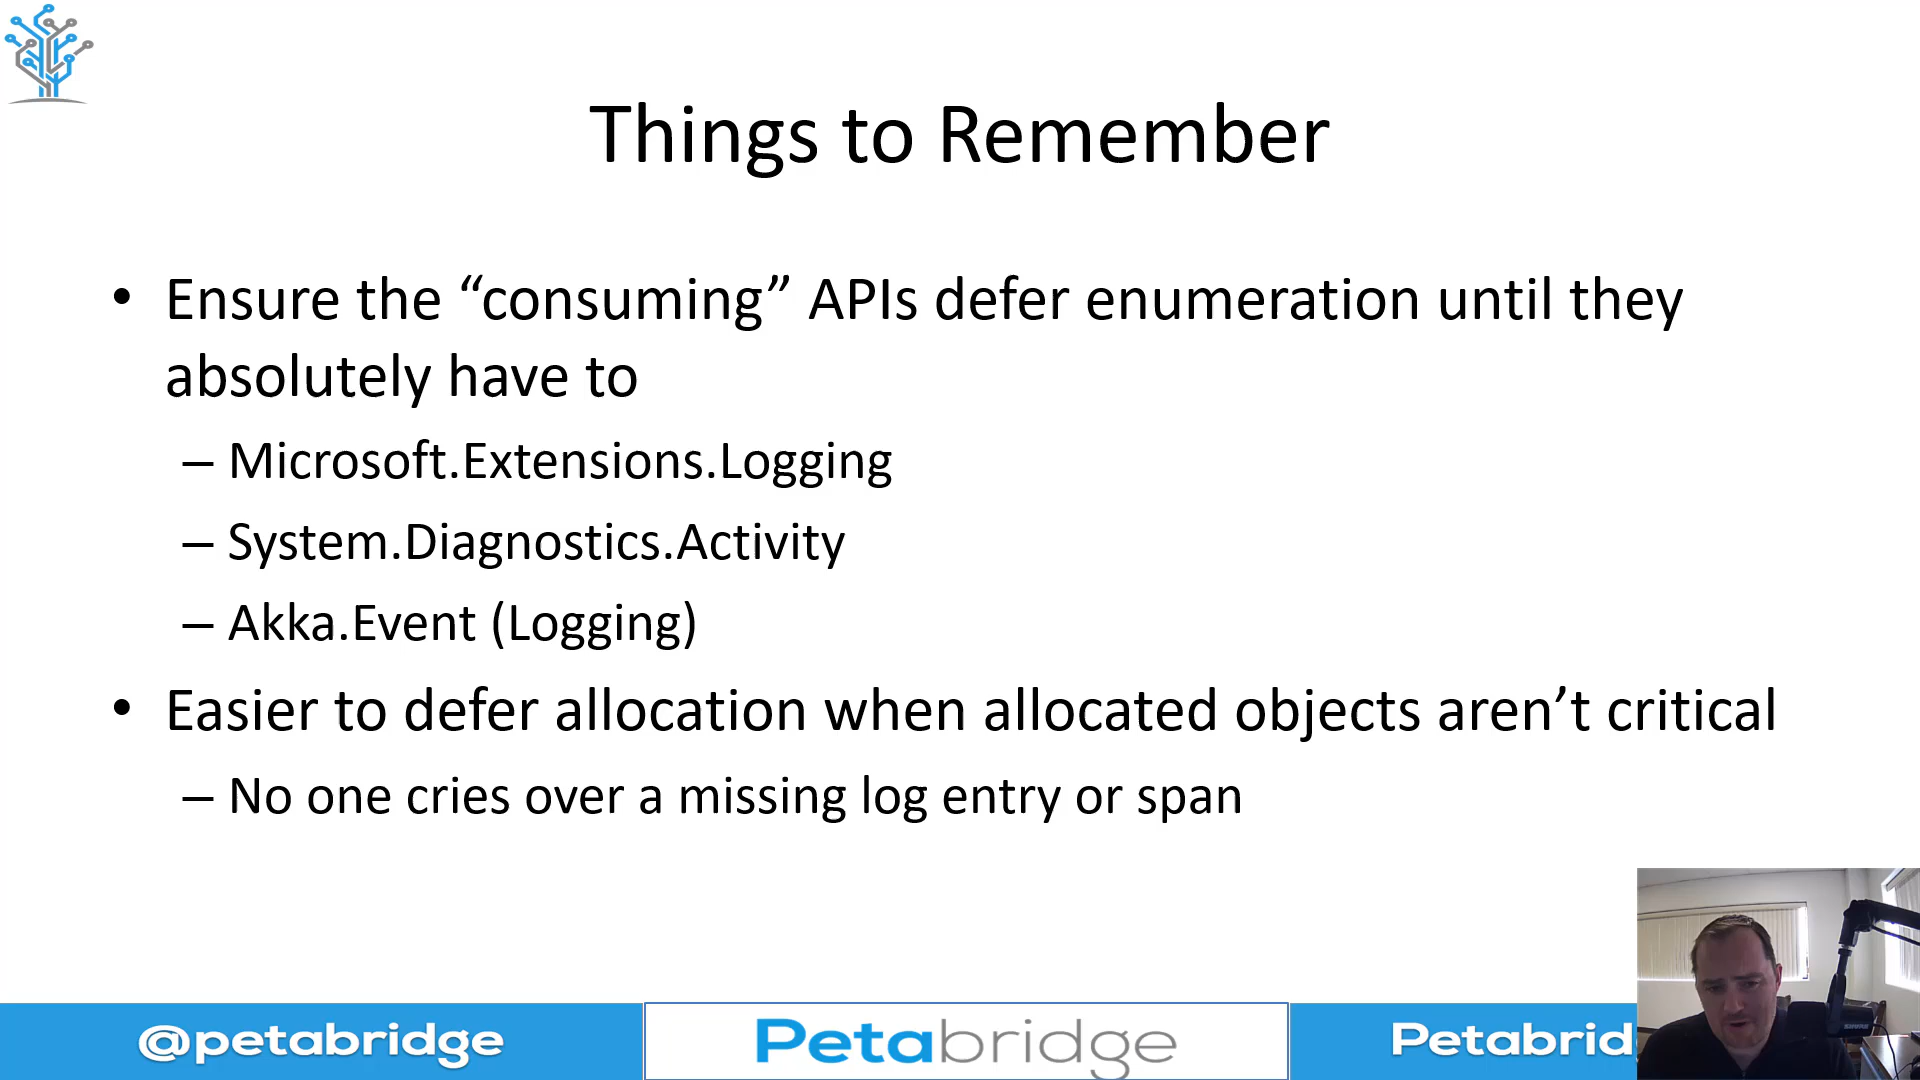 Things to Remember
• Ensure the “consuming” APIs defer enumeration until they
absolutely have to
– Microsoft.Extensions.Logging
– System.Diagnostics.Activity
– Akka.Event (Logging)
• Easier to defer allocation when allocated objects aren’t critical
– No one cries over a missing log entry or span
@petabridge
Petabridge
Petabrid